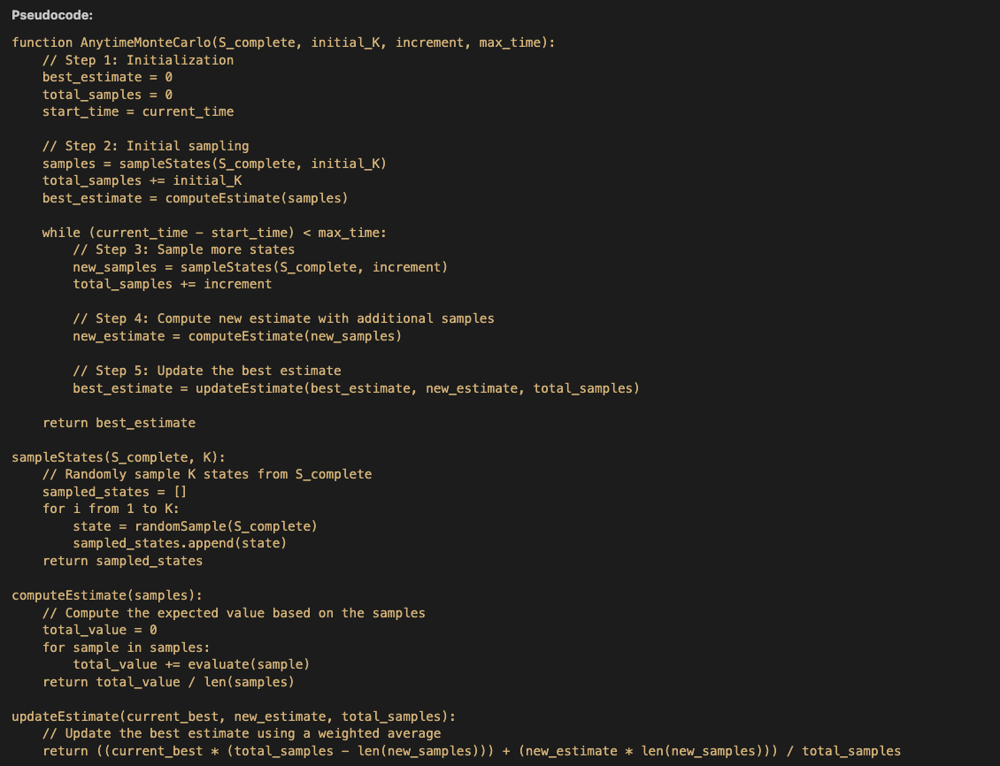 Pseudocode:
function AnytimeMonteCarlo(S_complete, initial_K, increment, max_time):
    // Step 1: Initialization
    best_estimate = 0
    total_samples = 0
    start_time = current_time

    // Step 2: Initial sampling
    samples = sampleStates(S_complete, initial_K)
    total_samples += initial_K
    best_estimate = computeEstimate(samples)

    while (current_time − start_time) < max_time:
        // Step 3: Sample more states
        new_samples = sampleStates(S_complete, increment)
        total_samples += increment

        // Step 4: Compute new estimate with additional samples
        new_estimate = computeEstimate(new_samples)

        // Step 5: Update the best estimate
        best_estimate = updateEstimate(best_estimate, new_estimate, total_samples)

    return best_estimate

sampleStates(S_complete, K):
    // Randomly sample K states from S_complete
    sampled_states = []
    for i from 1 to K:
        state = randomSample(S_complete)
        sampled_states.append(state)
    return sampled_states

computeEstimate(samples):
    // Compute the expected value based on the samples
    total_value = 0
    for sample in samples:
        total_value += evaluate(sample)
    return total_value / len(samples)

updateEstimate(current_best, new_estimate, total_samples):
    // Update the best estimate using a weighted average
    return ((current_best * (total_samples − len(new_samples))) + (new_estimate * len(new_samples))) / total_samples